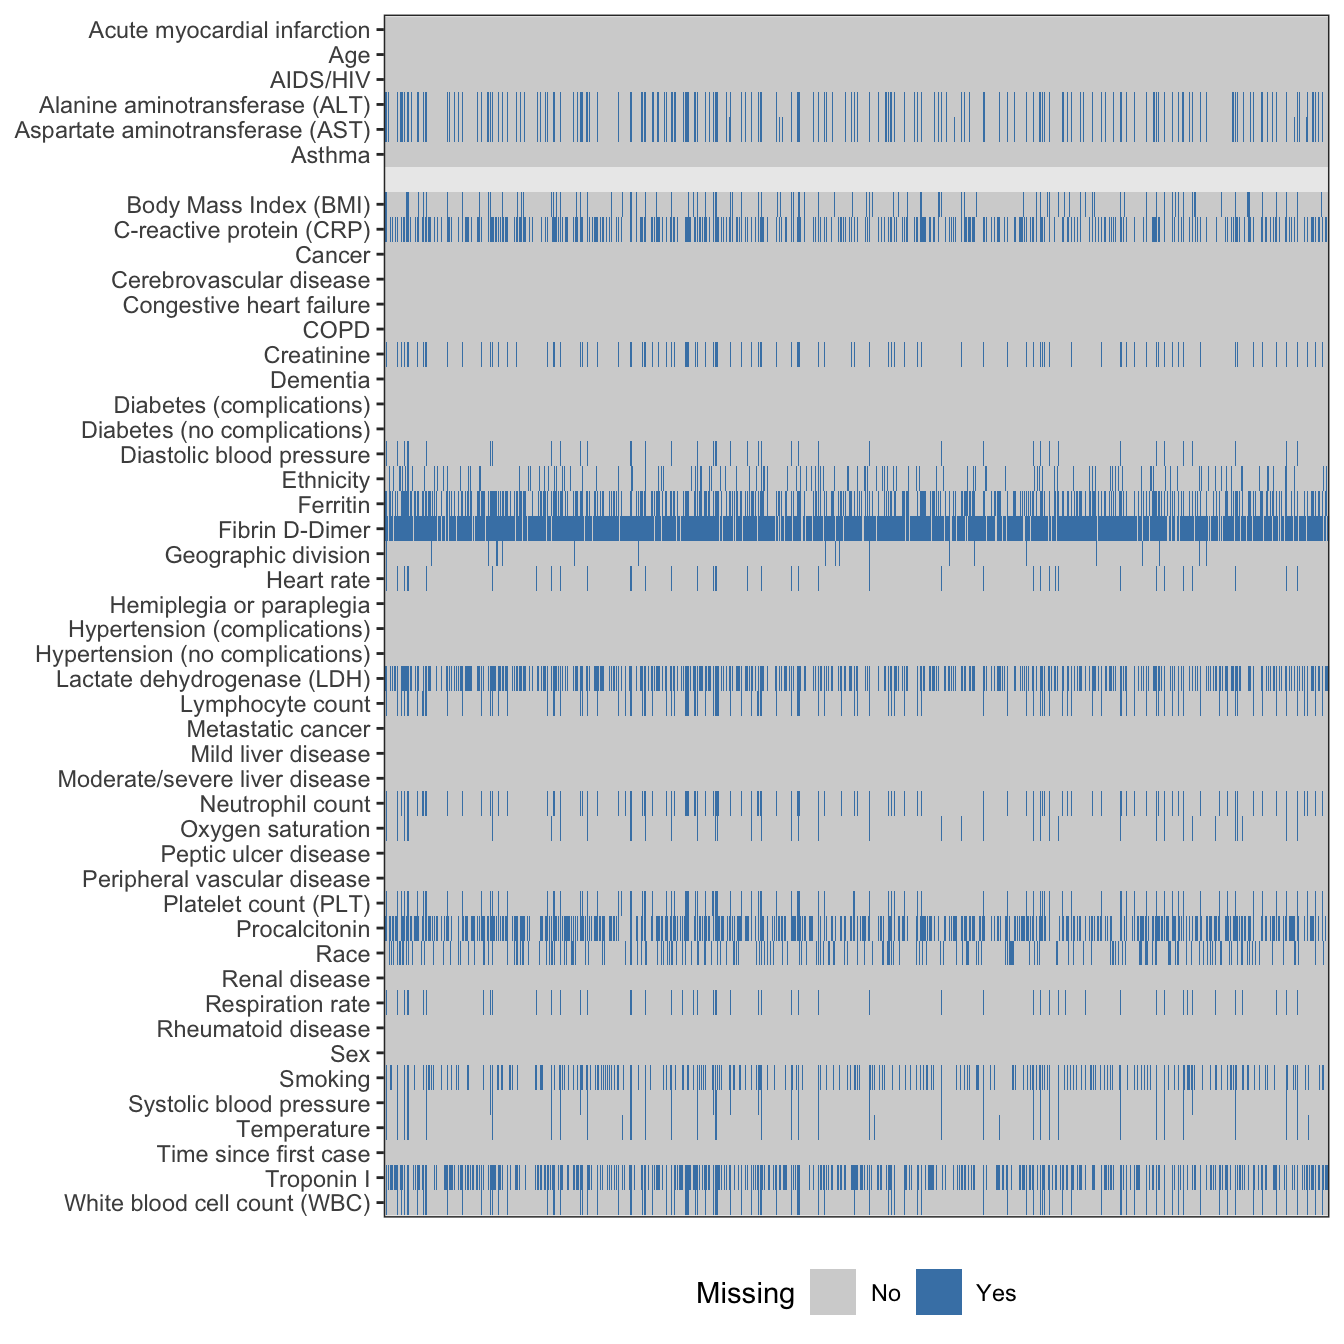 Acute myocardial infarction
Age
AIDS/HIV
Alanine aminotransferase (ALT)
Aspartate aminotransferase (AST)
Asthma
Body Mass Index (BMI)
C-reactive protein (CRP)
Cancer
Cerebrovascular disease
Congestive heart failure
COPD
Creatinine
Dementia
Diabetes (complications)
Diabetes (no complications)
Diastolic blood pressure
Ethnicity
Ferritin
Fibrin D-Dimer
Geographic division
Heart rate
Hemiplegia or paraplegia
Hypertension (complications)
Hypertension (no complications)
Lactate dehydrogenase (LDH)
Lymphocyte count
Metastatic cancer
Mild liver disease
Moderate/severe liver disease
Neutrophil count
Oxygen saturation
Peptic ulcer disease
Peripheral vascular disease
Platelet count (PLT)
Procalcitonin
Race
Renal disease
Respiration rate
Rheumatoid disease
Sex
Smoking
Systolic blood pressure
Temperature
Time since first case
Troponin I
White blood cell count (WBC)
Missing No Yes